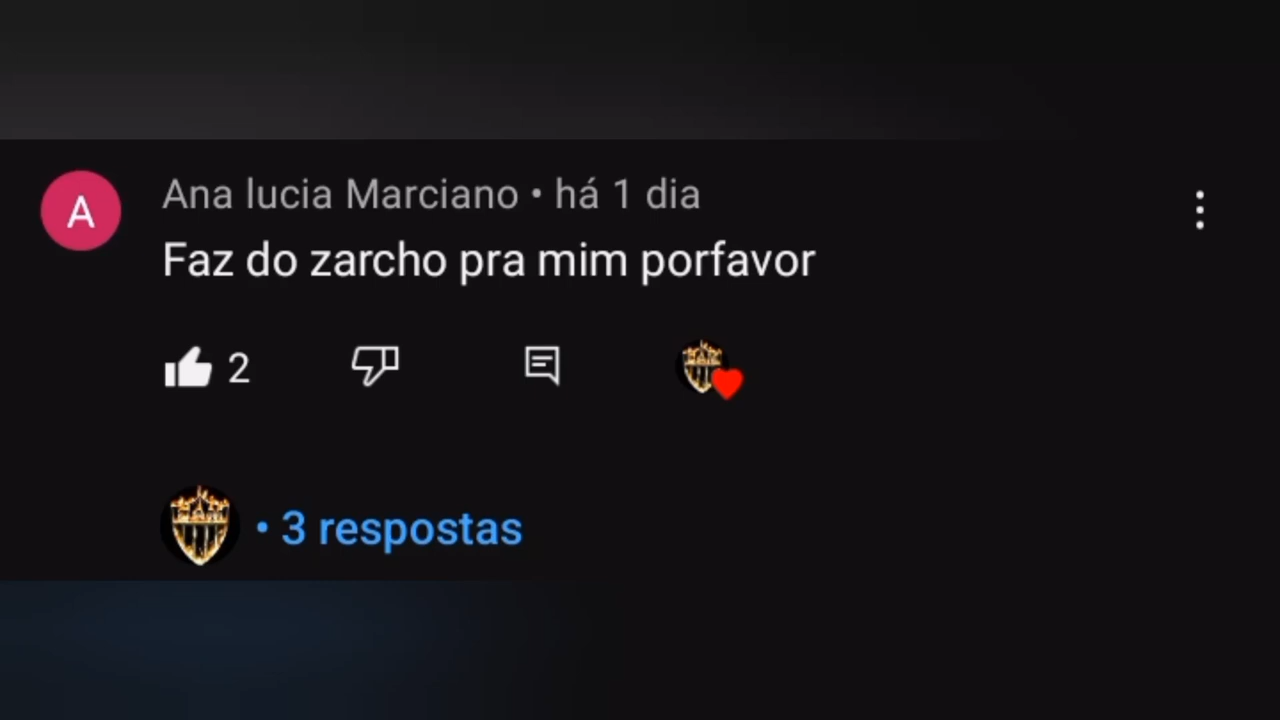 A
Ana lucia Marciano • há 1 dia
Faz do zarcho pra mim porfavor
2
• 3 respostas